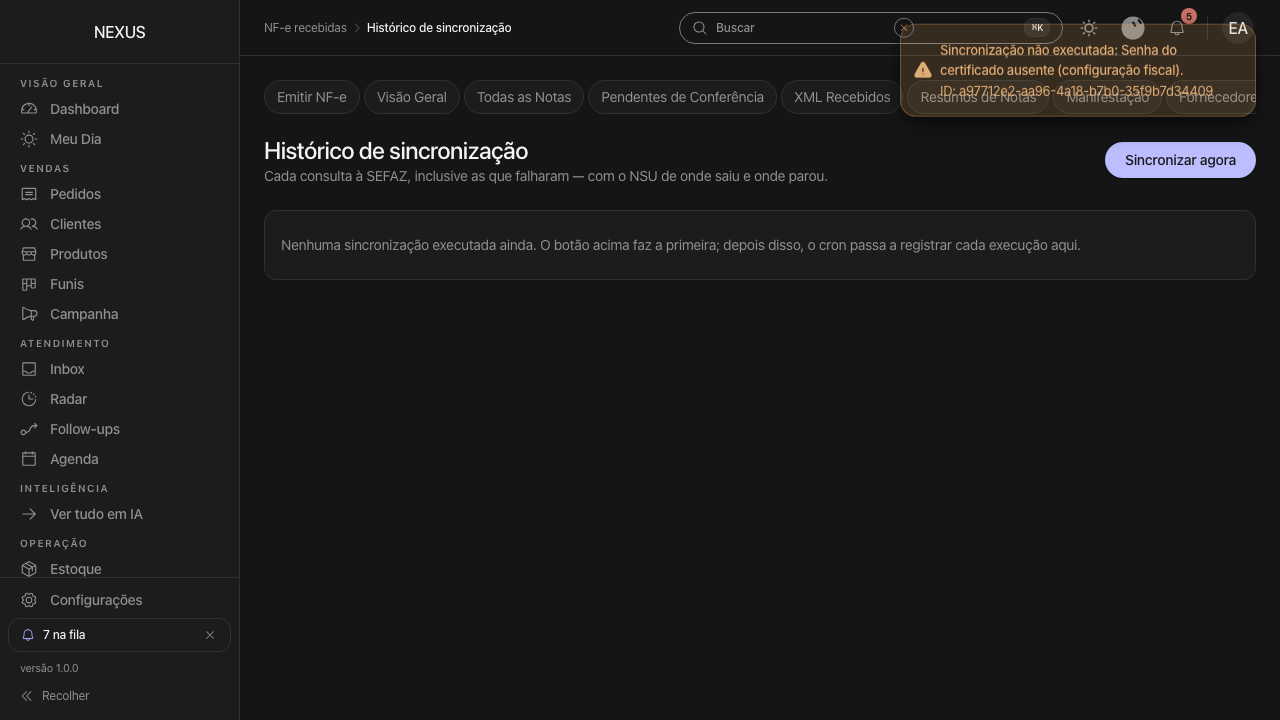 NEXUS
VISÃO GERAL
Dashboard
Meu Dia
VENDAS
Pedidos
Clientes
Produtos
Funis
Campanha
ATENDIMENTO
Inbox
Radar
Follow-ups
Agenda
INTELIGÊNCIA
Ver tudo em IA
OPERAÇÃO
Estoque
Configurações
7 na fila
versão 1.0.0
Recolher
NF-e recebidas > Histórico de sincronização
Buscar
⌘K
5
EA
Sincronização não executada: Senha do
certificado ausente (configuração fiscal).
ID: a97712e2-aa96-4a18-b7b0-35f9b7d34409
Emitir NF-e
Visão Geral
Todas as Notas
Pendentes de Conferência
XML Recebidos
Resumos de Notas
Manifestação
Fornecedore
Histórico de sincronização
Cada consulta à SEFAZ, inclusive as que falharam — com o NSU de onde saiu e onde parou.
Sincronizar agora
Nenhuma sincronização executada ainda. O botão acima faz a primeira; depois disso, o cron passa a registrar cada execução aqui.